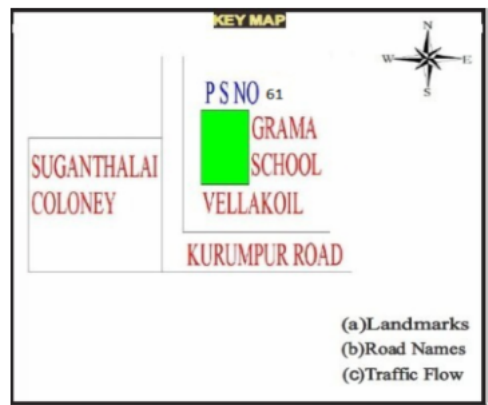 KEY MAP
N
W E
S
P S NO 61
GRAMA
SCHOOL
SUGANTHALAI
COLONEY
VELLAKOIL
KURUMPUR ROAD
(a)Landmarks
(b)Road Names
(c)Traffic Flow